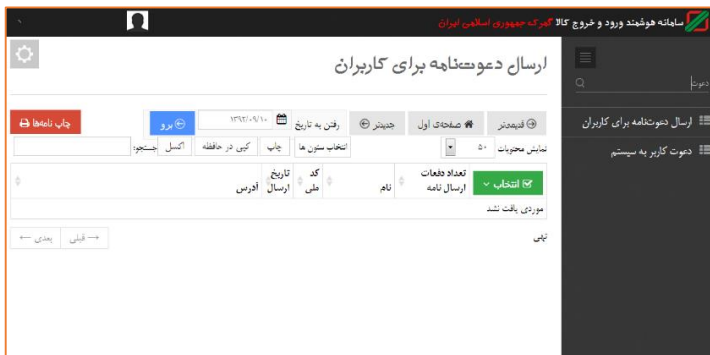 سامانه هوشمند ورود و خروج کالا گمرک جمهوری اسلامی ایران
دعوت
ارسال دعوتنامه برای کاربران
دعوت کاربر به سیستم
ارسال دعوتنامه برای کاربران
قدیمیتر صفحه‌ی اول جدیدتر رفتن به تاریخ ۱۳۹۲/۰۹/۱۰ برو چاپ نامه‌ها
نمایش محتویات ۵۰ انتخاب ستون ها چاپ کپی در حافظه اکسل جستجو:
انتخاب تعداد دفعات ارسال نامه نام کد ملی تاریخ ارسال آدرس
موردی یافت نشد
تهی
قبلی بعدی